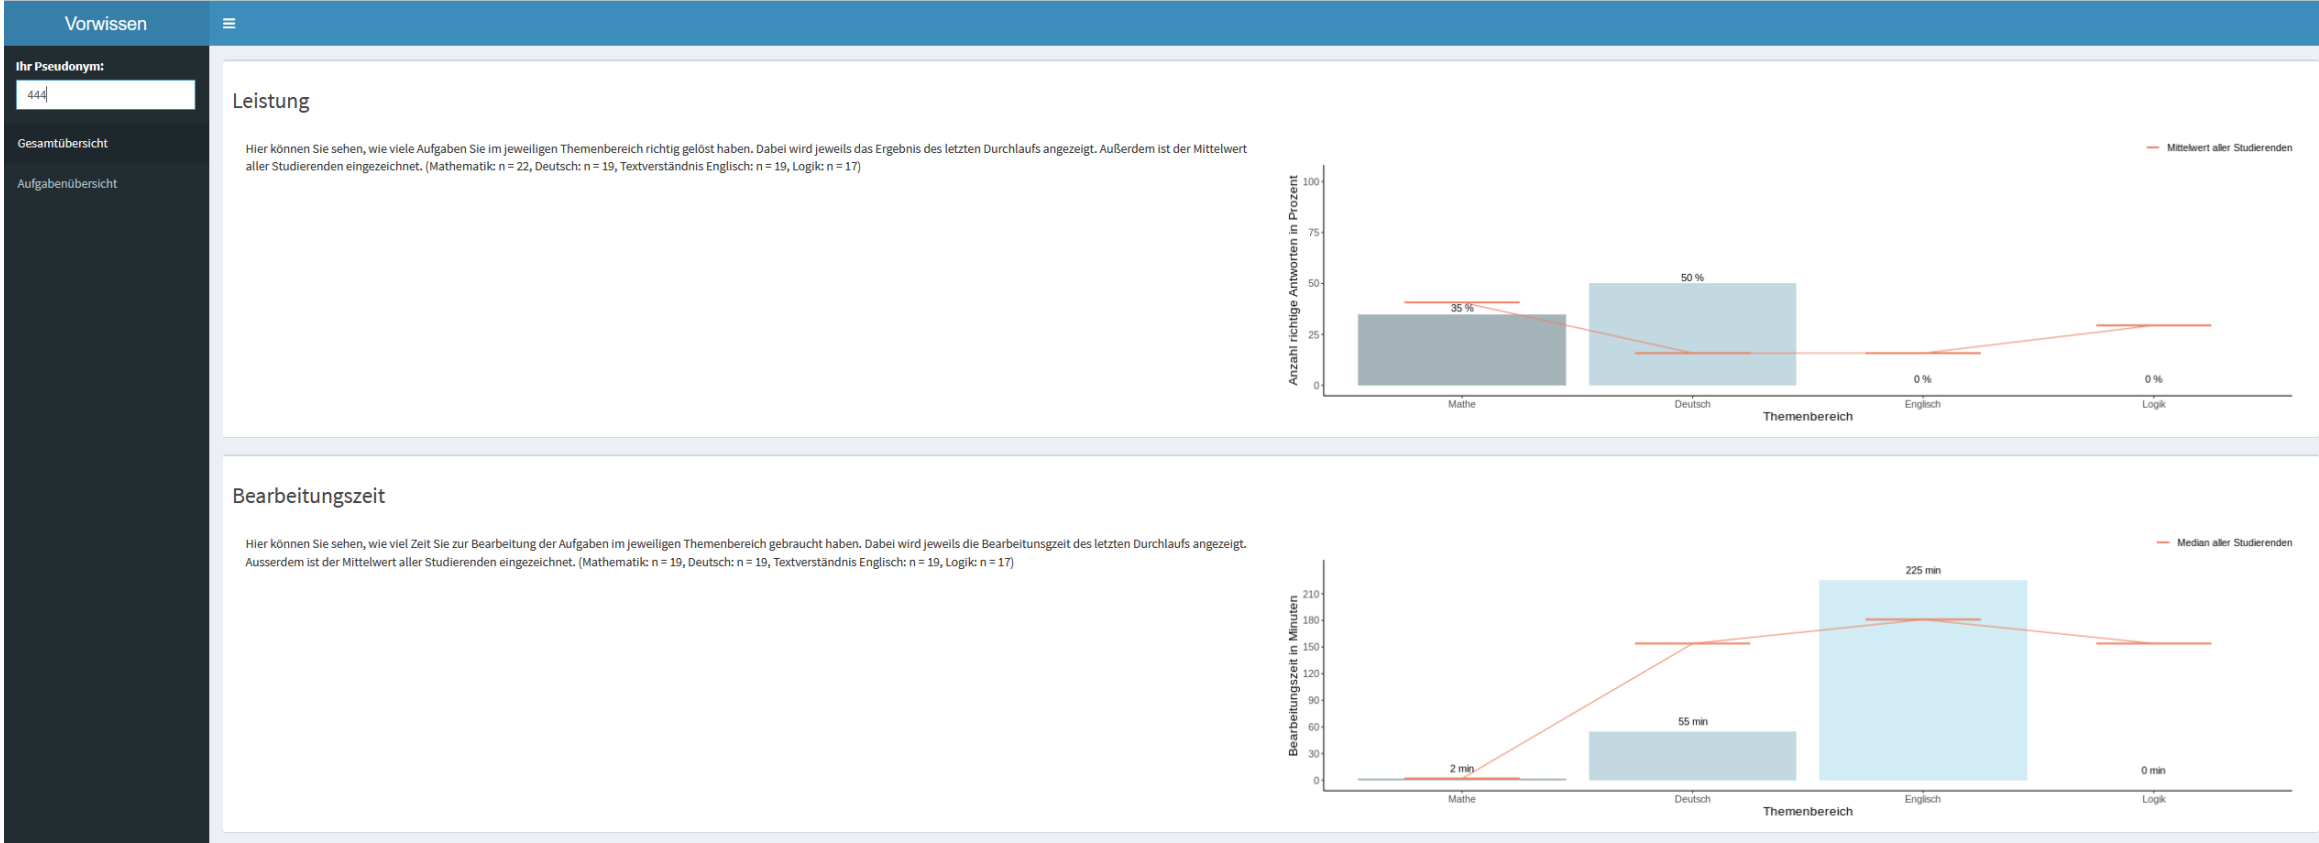 Vorwissen
Ihr Pseudonym:
444
Gesamtübersicht
Aufgabenübersicht
Leistung
Hier können Sie sehen, wie viele Aufgaben Sie im jeweiligen Themenbereich richtig gelöst haben. Dabei wird jeweils das Ergebnis des letzten Durchlaufs angezeigt. Außerdem ist der Mittelwert
aller Studierenden eingezeichnet. (Mathematik: n = 22, Deutsch: n = 19, Textverständnis Englisch: n = 19, Logik: n = 17)
Mittelwert aller Studierenden
Anzahl richtige Antworten in Prozent
100
75
50
25
0
35 %
50 %
0 %
0 %
Mathe
Deutsch
Englisch
Logik
Themenbereich
Bearbeitungszeit
Hier können Sie sehen, wie viel Zeit Sie zur Bearbeitung der Aufgaben im jeweiligen Themenbereich gebraucht haben. Dabei wird jeweils die Bearbeitunsgzeit des letzten Durchlaufs angezeigt.
Ausserdem ist der Mittelwert aller Studierenden eingezeichnet. (Mathematik: n = 19, Deutsch: n = 19, Textverständnis Englisch: n = 19, Logik: n = 17)
Median aller Studierenden
Bearbeitungszeit in Minuten
210
180
150
120
90
60
30
0
2 min
55 min
225 min
0 min
Mathe
Deutsch
Englisch
Logik
Themenbereich